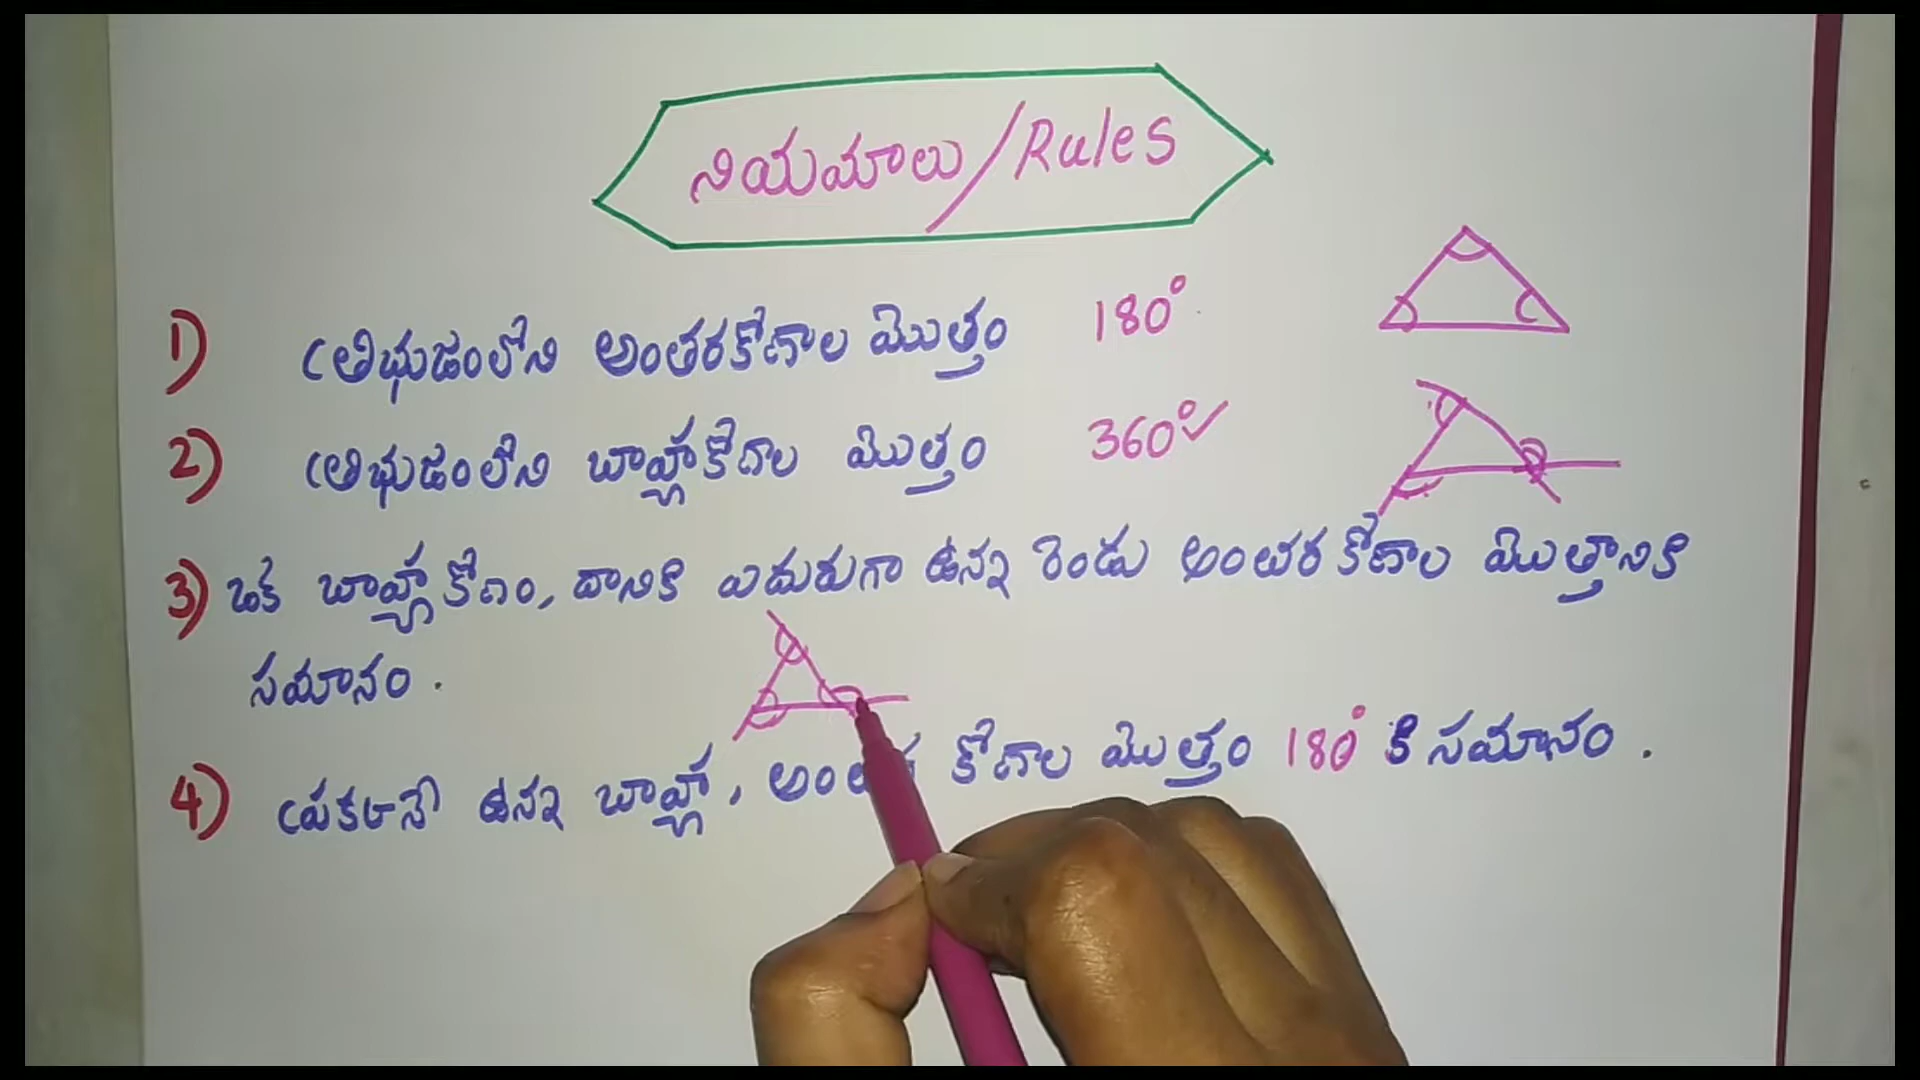 నియమాలు/Rules
1) త్రిభుజంలోని అంతరకోణాల మొత్తం 180°
2) త్రిభుజంలోని బాహ్యకోణాల మొత్తం 360°
3) ఒక బాహ్య కోణం, దానికి ఎదురుగా ఉన్న రెండు అంతర కోణాల మొత్తానికి
సమానం.
4) ప్రక్కనే ఉన్న బాహ్య, అంతర కోణాల మొత్తం 180° కి సమానం.